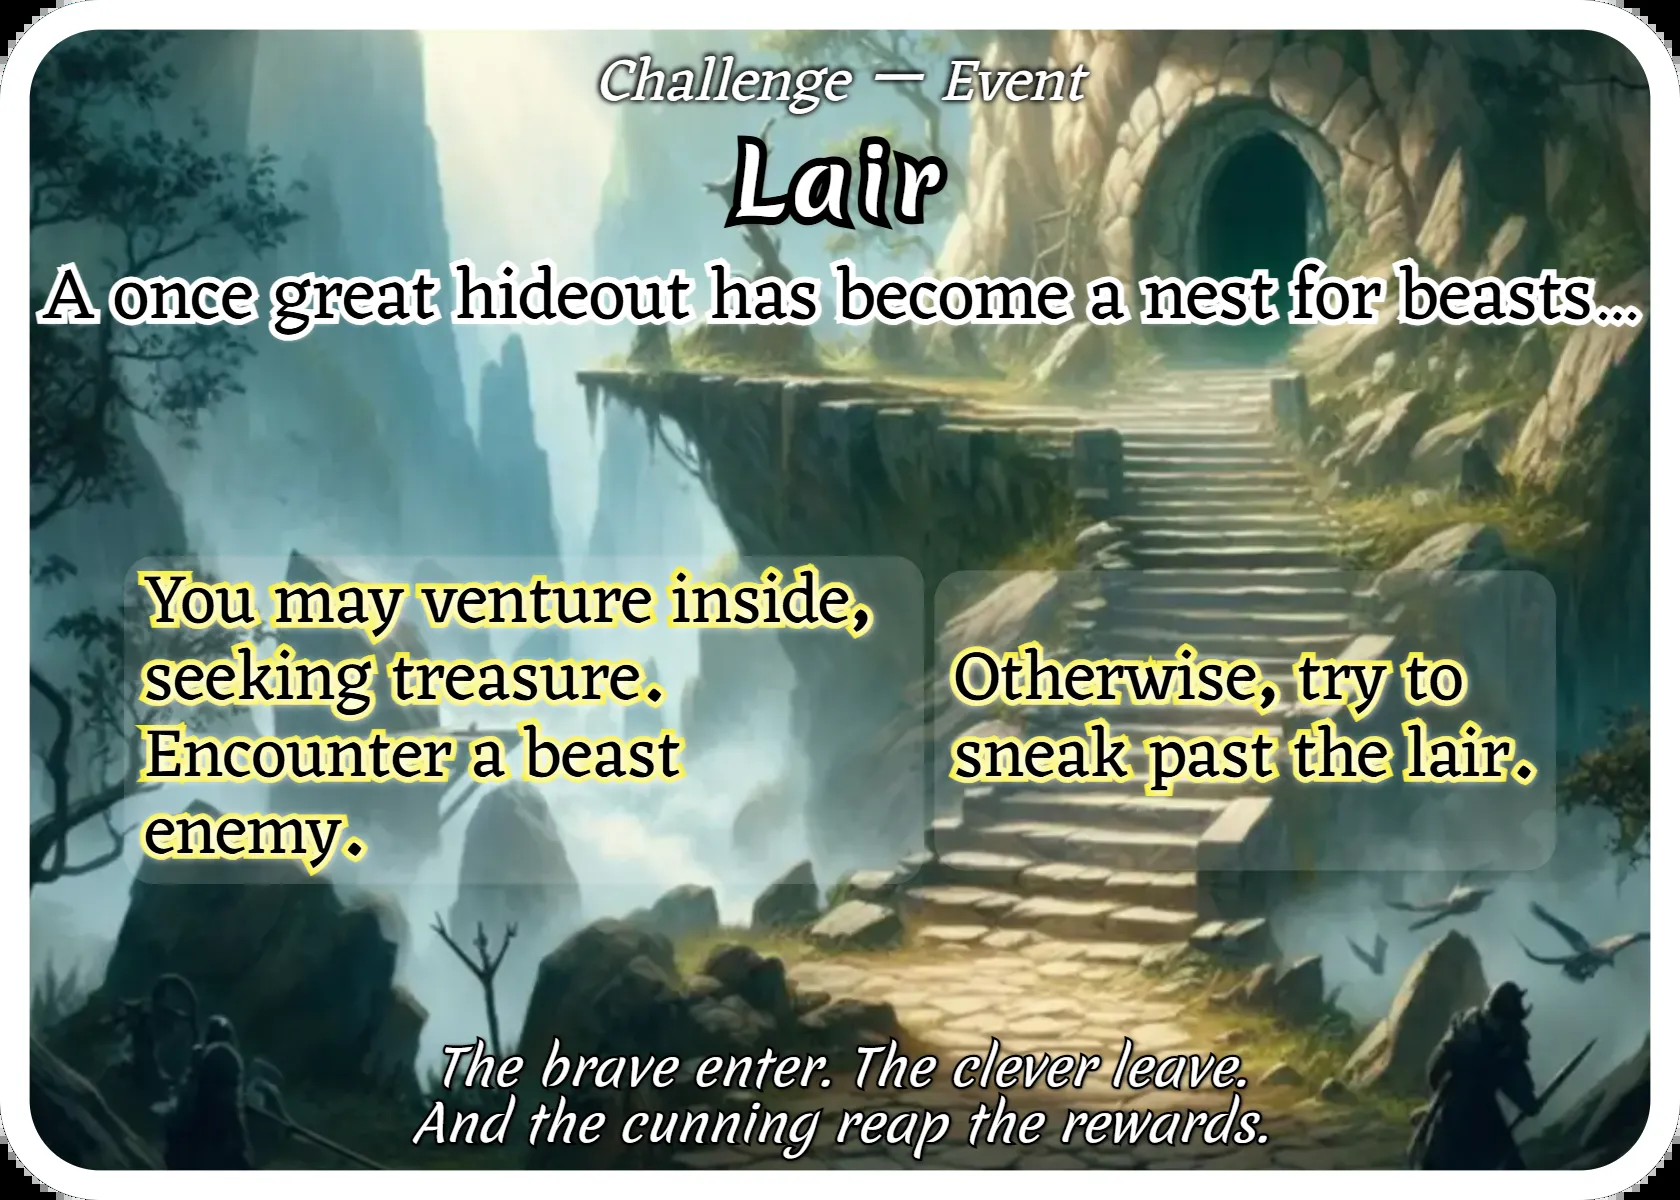 Challenge — Event
Lair
A once great hideout has become a nest for beasts...
You may venture inside,
seeking treasure.
Encounter a beast
enemy.
Otherwise, try to
sneak past the lair.
The brave enter. The clever leave.
And the cunning reap the rewards.